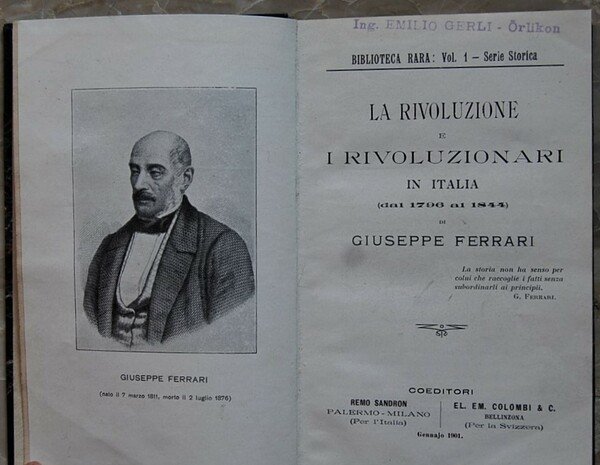 GIUSEPPE FERRARI
(nato il 7 marzo 1811, morto il 2 luglio 1876)
Ing. EMILIO GERLI - Örlikon
BIBLIOTECA RARA: Vol. 1 — Serie Storica
LA RIVOLUZIONE
E
I RIVOLUZIONARI
IN ITALIA
(dal 1796 al 1844)
DI
GIUSEPPE FERRARI
La storia non ha senso per
colui che raccoglie i fatti senza
subordinarli ai principii.
G. FERRARI.
COEDITORI
REMO SANDRON
PALERMO-MILANO
(Per l'Italia)
EL. EM. COLOMBI & C.
BELLINZONA
(Per la Svizzera)
Gennajo 1901.